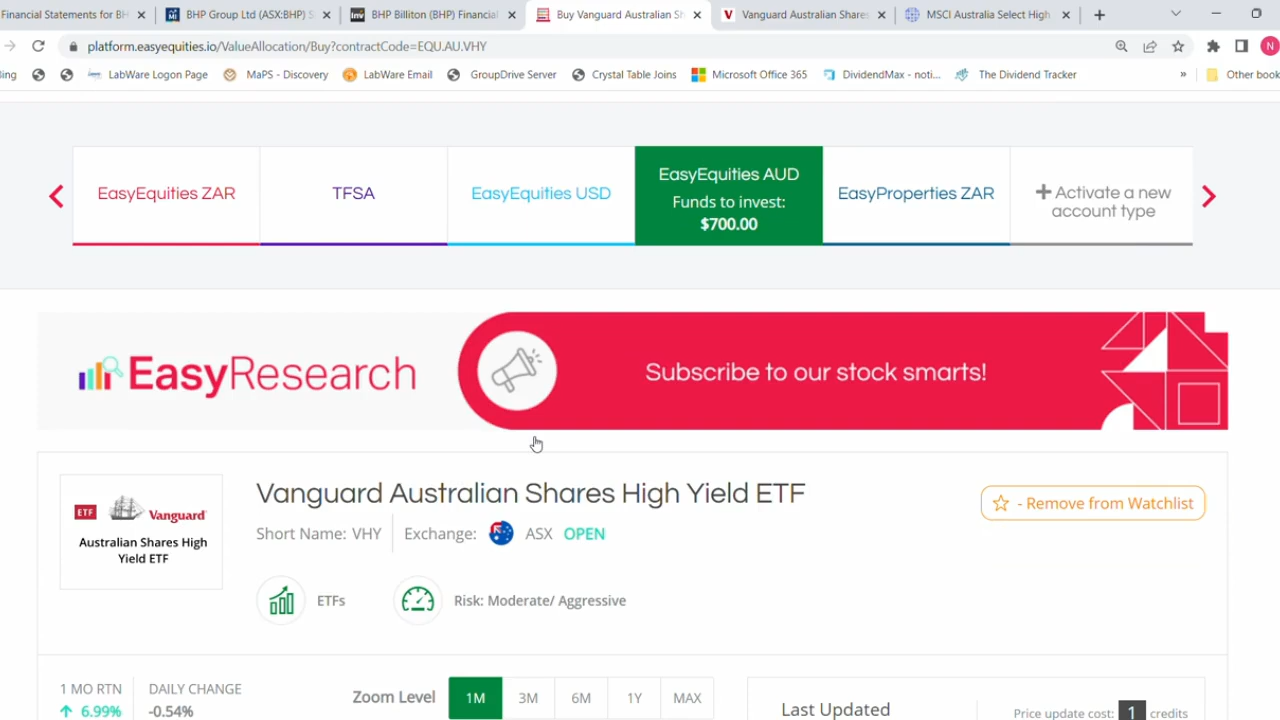 Financial Statements for BH
BHP Group Ltd (ASX:BHP) S
BHP Billiton (BHP) Financial
Buy Vanguard Australian Sh
Vanguard Australian Shares
MSCI Australia Select High
platform.easyequities.io/ValueAllocation/Buy?contractCode=EQU.AU.VHY
N
ing
LabWare Logon Page
MaPS - Discovery
LabWare Email
GroupDrive Server
Crystal Table Joins
Microsoft Office 365
DividendMax - noti...
The Dividend Tracker
»
Other book
EasyEquities ZAR
TFSA
EasyEquities USD
EasyEquities AUD
Funds to invest:
$700.00
EasyProperties ZAR
+ Activate a new
account type
EasyResearch
Subscribe to our stock smarts!
ETF Vanguard
Australian Shares High
Yield ETF
Vanguard Australian Shares High Yield ETF
Short Name: VHY
Exchange:
ASX OPEN
- Remove from Watchlist
ETFs
Risk: Moderate/ Aggressive
1 MO RTN
6.99%
DAILY CHANGE
-0.54%
Zoom Level
1M
3M
6M
1Y
MAX
Last Updated
Price update cost: 1 credits